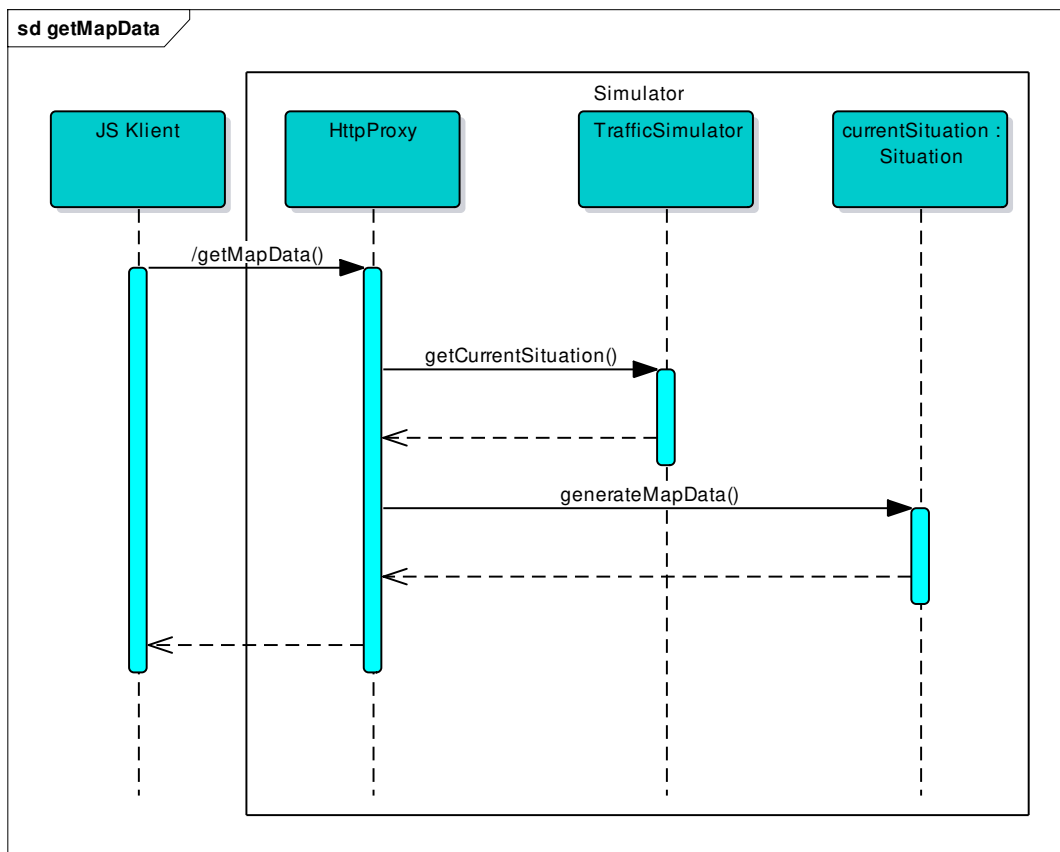 sd getMapData
Simulator
JS Klient
HttpProxy
TrafficSimulator
currentSituation :
Situation
/getMapData()
getCurrentSituation()
generateMapData()